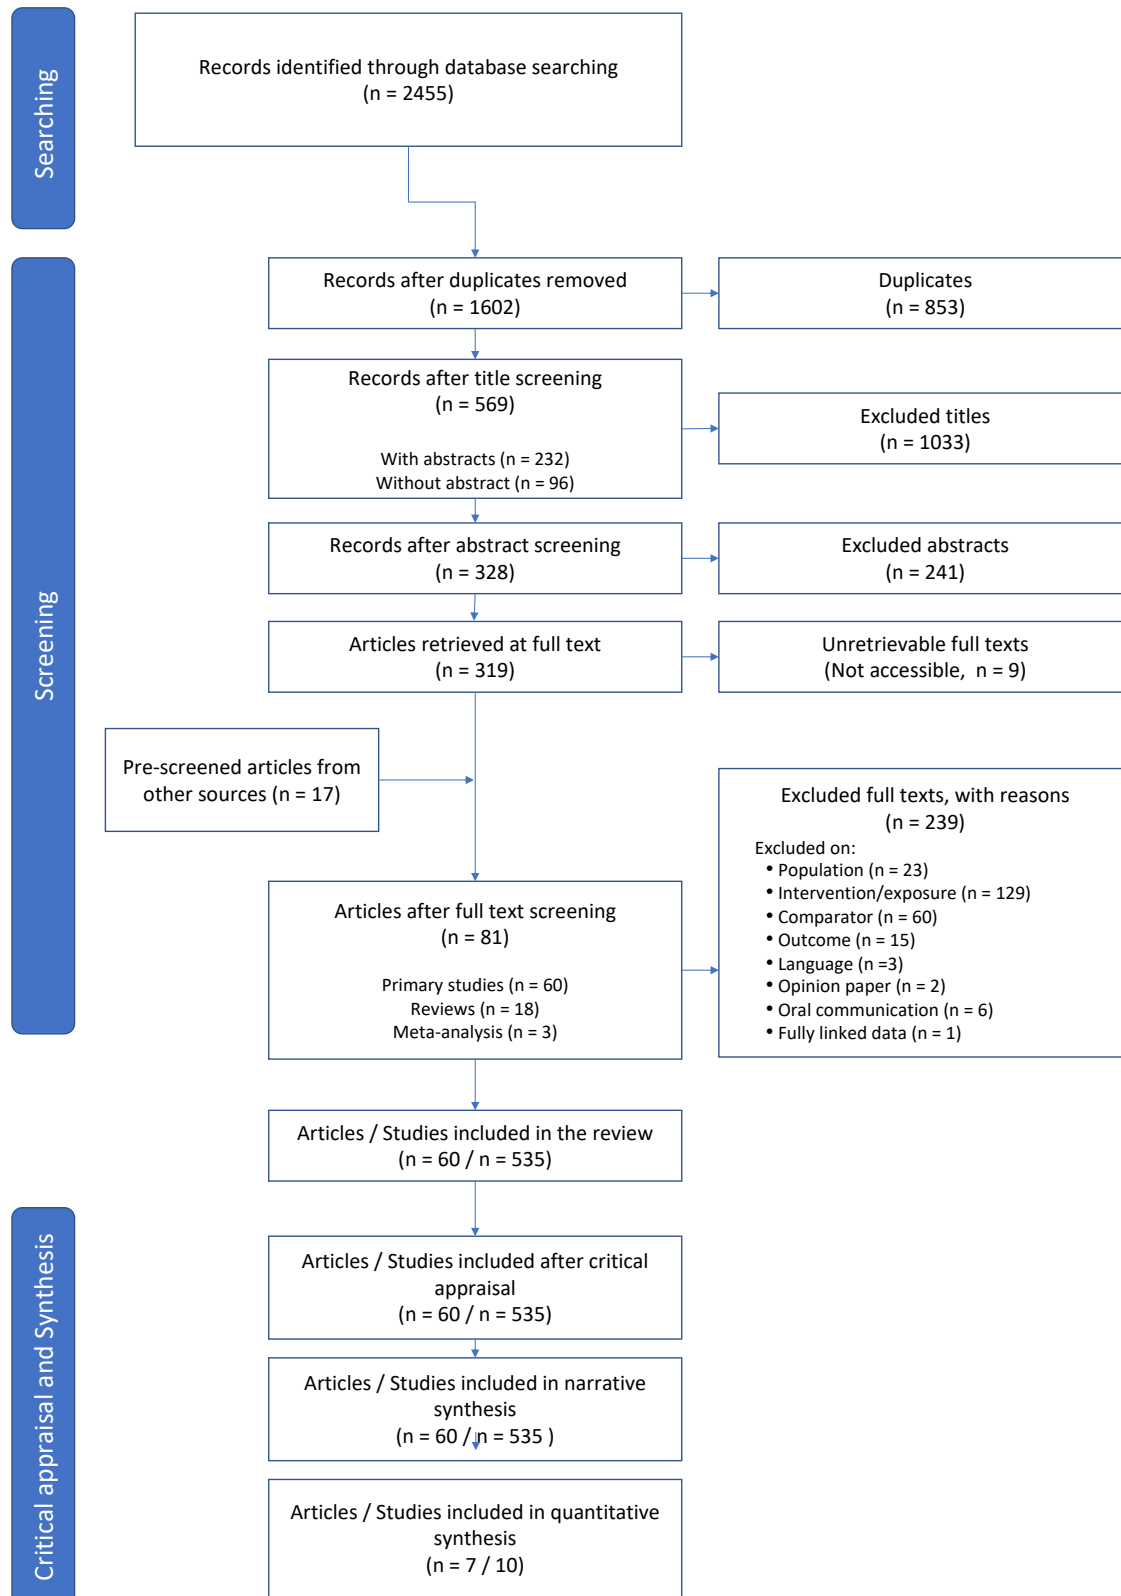 Searching
Records identified through database searching
(n = 2455)
Screening
Records after duplicates removed
(n = 1602)
Duplicates
(n = 853)
Records after title screening
(n = 569)
With abstracts (n = 232)
Without abstract (n = 96)
Excluded titles
(n = 1033)
Records after abstract screening
(n = 328)
Excluded abstracts
(n = 241)
Articles retrieved at full text
(n = 319)
Unretrievable full texts
(Not accessible,  n = 9)
Pre-screened articles from
other sources (n = 17)
Excluded full texts, with reasons
(n = 239)
Excluded on:
• Population (n = 23)
• Intervention/exposure (n = 129)
• Comparator (n = 60)
• Outcome (n = 15)
• Language (n =3)
• Opinion paper (n = 2)
• Oral communication (n = 6)
• Fully linked data (n = 1)
Articles after full text screening
(n = 81)
Primary studies (n = 60)
Reviews (n = 18)
Meta-analysis (n = 3)
Articles / Studies included in the review
(n = 60 / n = 535)
Critical appraisal and Synthesis
Articles / Studies included after critical
appraisal
(n = 60 / n = 535)
Articles / Studies included in narrative
synthesis
(n = 60 / n = 535 )
Articles / Studies included in quantitative
synthesis
(n = 7 / 10)